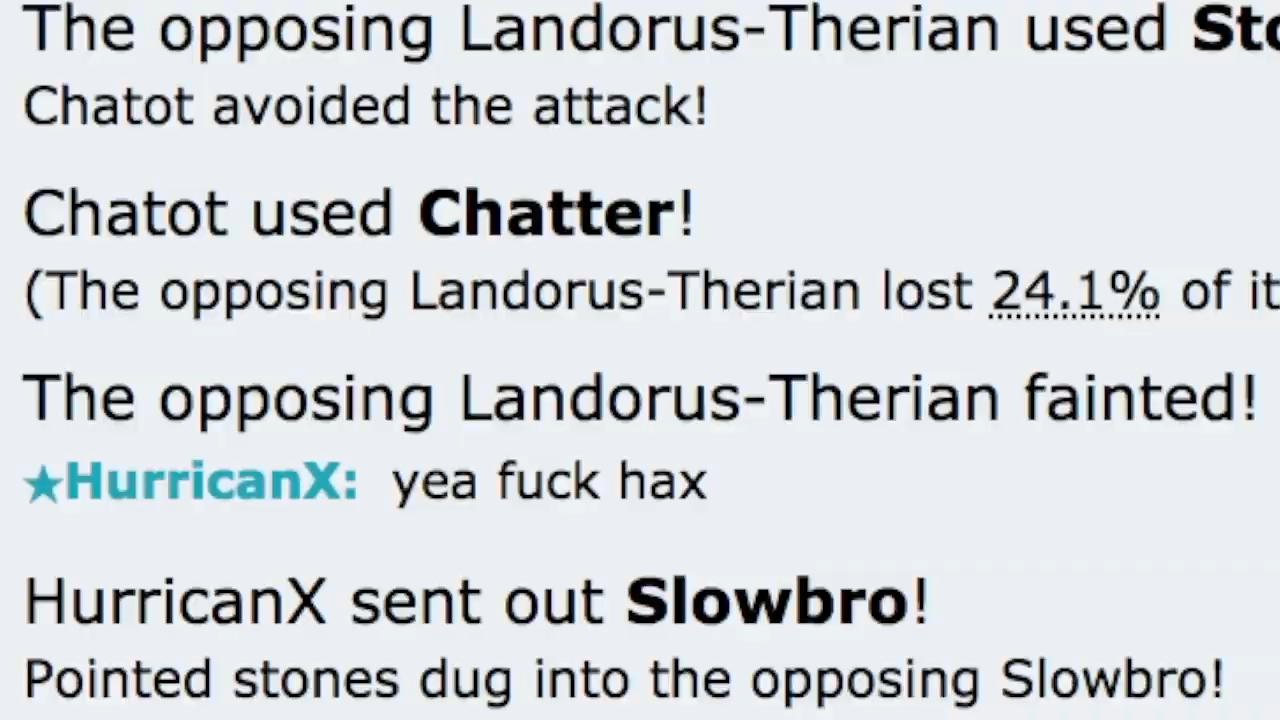 The opposing Landorus-Therian used
Chatot avoided the attack!
Chatot used Chatter!
(The opposing Landorus-Therian lost 24.1% of
The opposing Landorus-Therian fainted!
★HurricanX: yea fuck hax
HurricanX sent out Slowbro!
Pointed stones dug into the opposing Slowbro!